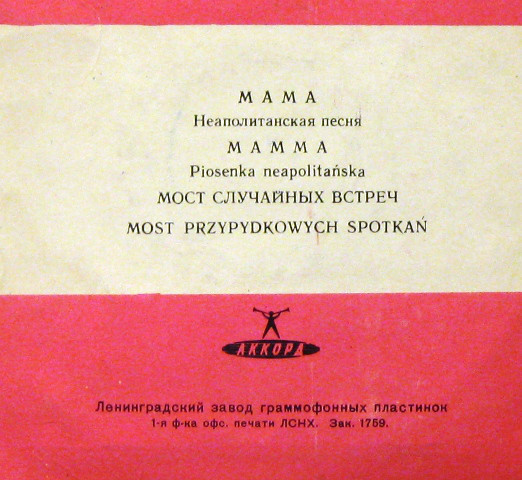 МАМА
Неаполитанская песня
МАММА
Piosenka neapolitańska
МОСТ СЛУЧАЙНЫХ ВСТРЕЧ
MOST PRZYPYDKOWYCH SPOTKAŃ
АККОРД
Ленинградский завод граммофонных пластинок
1-я ф-ка офс. печати ЛСНХ. Зак. 1759.